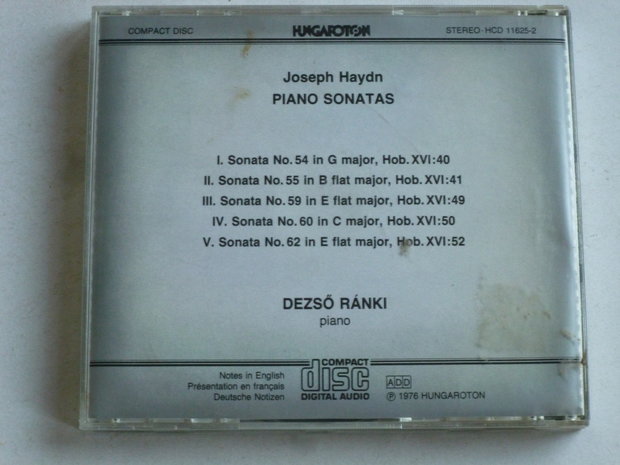 COMPACT DISC
HUNGAROTON
STEREO·HCD 11625-2
Joseph Haydn
PIANO SONATAS
I. Sonata No. 54 in G major, Hob. XVI:40
II. Sonata No. 55 in B flat major, Hob. XVI:41
III. Sonata No. 59 in E flat major, Hob. XVI:49
IV. Sonata No. 60 in C major, Hob. XVI:50
V. Sonata No. 62 in E flat major, Hob. XVI:52
DEZSŐ RÁNKI
piano
Notes in English
Présentation en français
Deutsche Notizen
COMPACT
disc
DIGITAL AUDIO
ADD
℗ 1976 HUNGAROTON